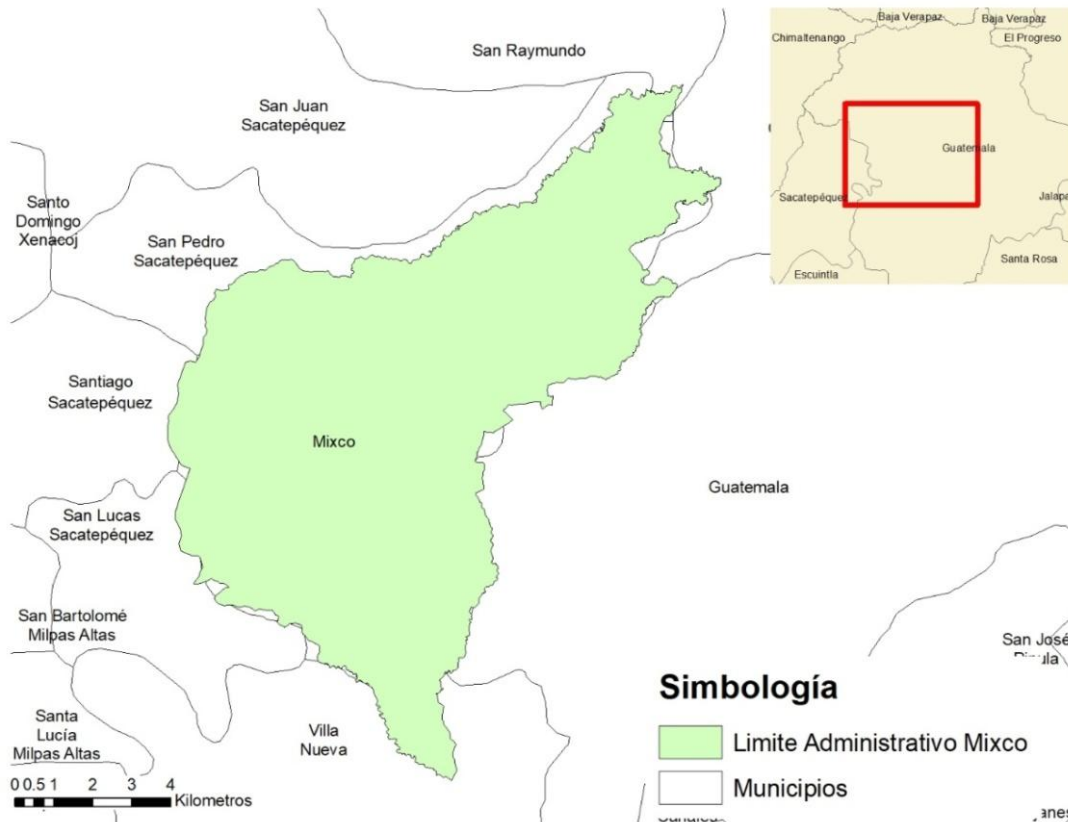 Baja Verapaz
Baja Verapaz
Chimaltenango
El Progreso
San Raymundo
San Juan
Sacatepéquez
Guatemala
Santo
Domingo
Xenacoj
Sacatepéquez
Jalapa
San Pedro
Sacatepéquez
Santa Rosa
Escuintla
Santiago
Sacatepéquez
Mixco
Guatemala
San Lucas
Sacatepéquez
San Bartolomé
Milpas Altas
San José
Pinula
Simbología
Santa
Lucía
Milpas Altas
Villa
Nueva
Limite Administrativo Mixco
Municipios
0 0.5 1 2 3 4
Kilometros